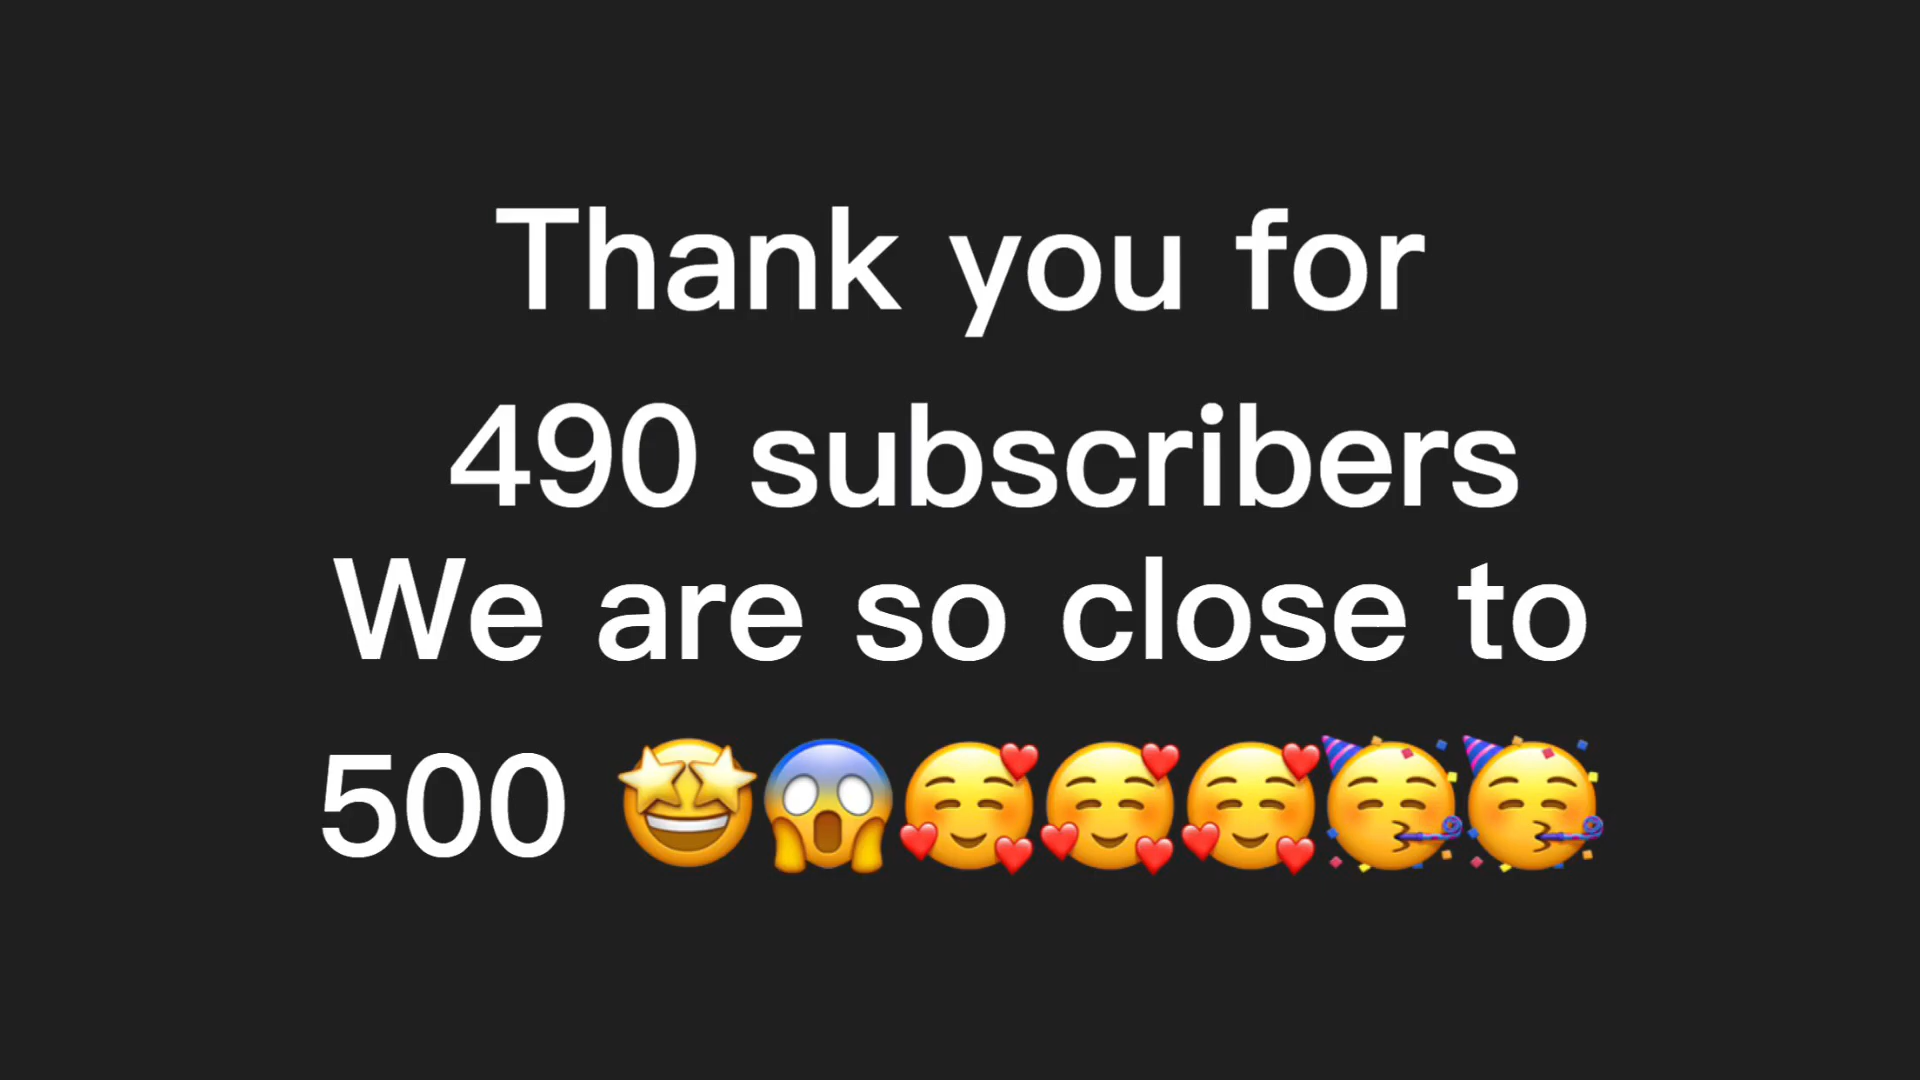 Thank you for
490 subscribers
We are so close to
500 🤩😱🥰🥰🥰🥳🥳